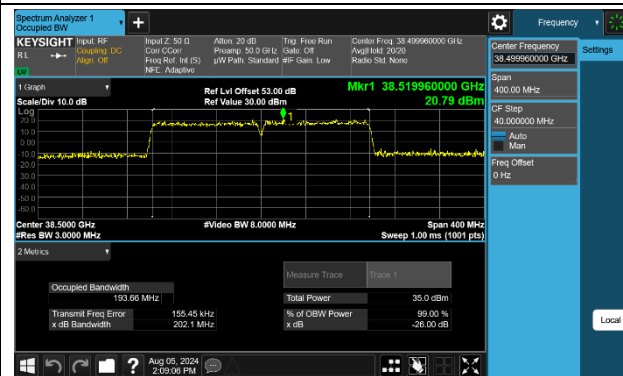 Spectrum Analyzer 1
Occupied BW
+
Frequency
KEYSIGHT
RL
LW
Input: RF
Coupling: DC
Align: Off
Input Z: 50 Ω
Corr CCorr
Freq Ref: Int (S)
NFE: Adaptive
Atten: 20 dB
Preamp: 50.0 GHz
µW Path: Standard
Trig: Free Run
Gate: Off
#IF Gain: Low
Center Freq: 38.499960000 GHz
Avg|Hold: 20/20
Radio Std: None
Center Frequency
38.499960000 GHz
Settings
Span
400.00 MHz
CF Step
40.000000 MHz
Auto
Man
Freq Offset
0 Hz
Local
1 Graph
Scale/Div 10.0 dB
Ref Lvl Offset 53.00 dB
Ref Value 30.00 dBm
Mkr1 38.519960000 GHz
20.79 dBm
Log
20.0
10.0
0.00
-10.0
-20.0
-30.0
-40.0
-50.0
-60.0
1
Center 38.5000 GHz
#Res BW 3.0000 MHz
#Video BW 8.0000 MHz
Span 400 MHz
Sweep 1.00 ms (1001 pts)
2 Metrics
Measure Trace
Trace 1
Occupied Bandwidth
193.66 MHz
Total Power
35.0 dBm
Transmit Freq Error
155.45 kHz
% of OBW Power
99.00 %
x dB Bandwidth
202.1 MHz
x dB
-26.00 dB
?
Aug 05, 2024
2:09:06 PM